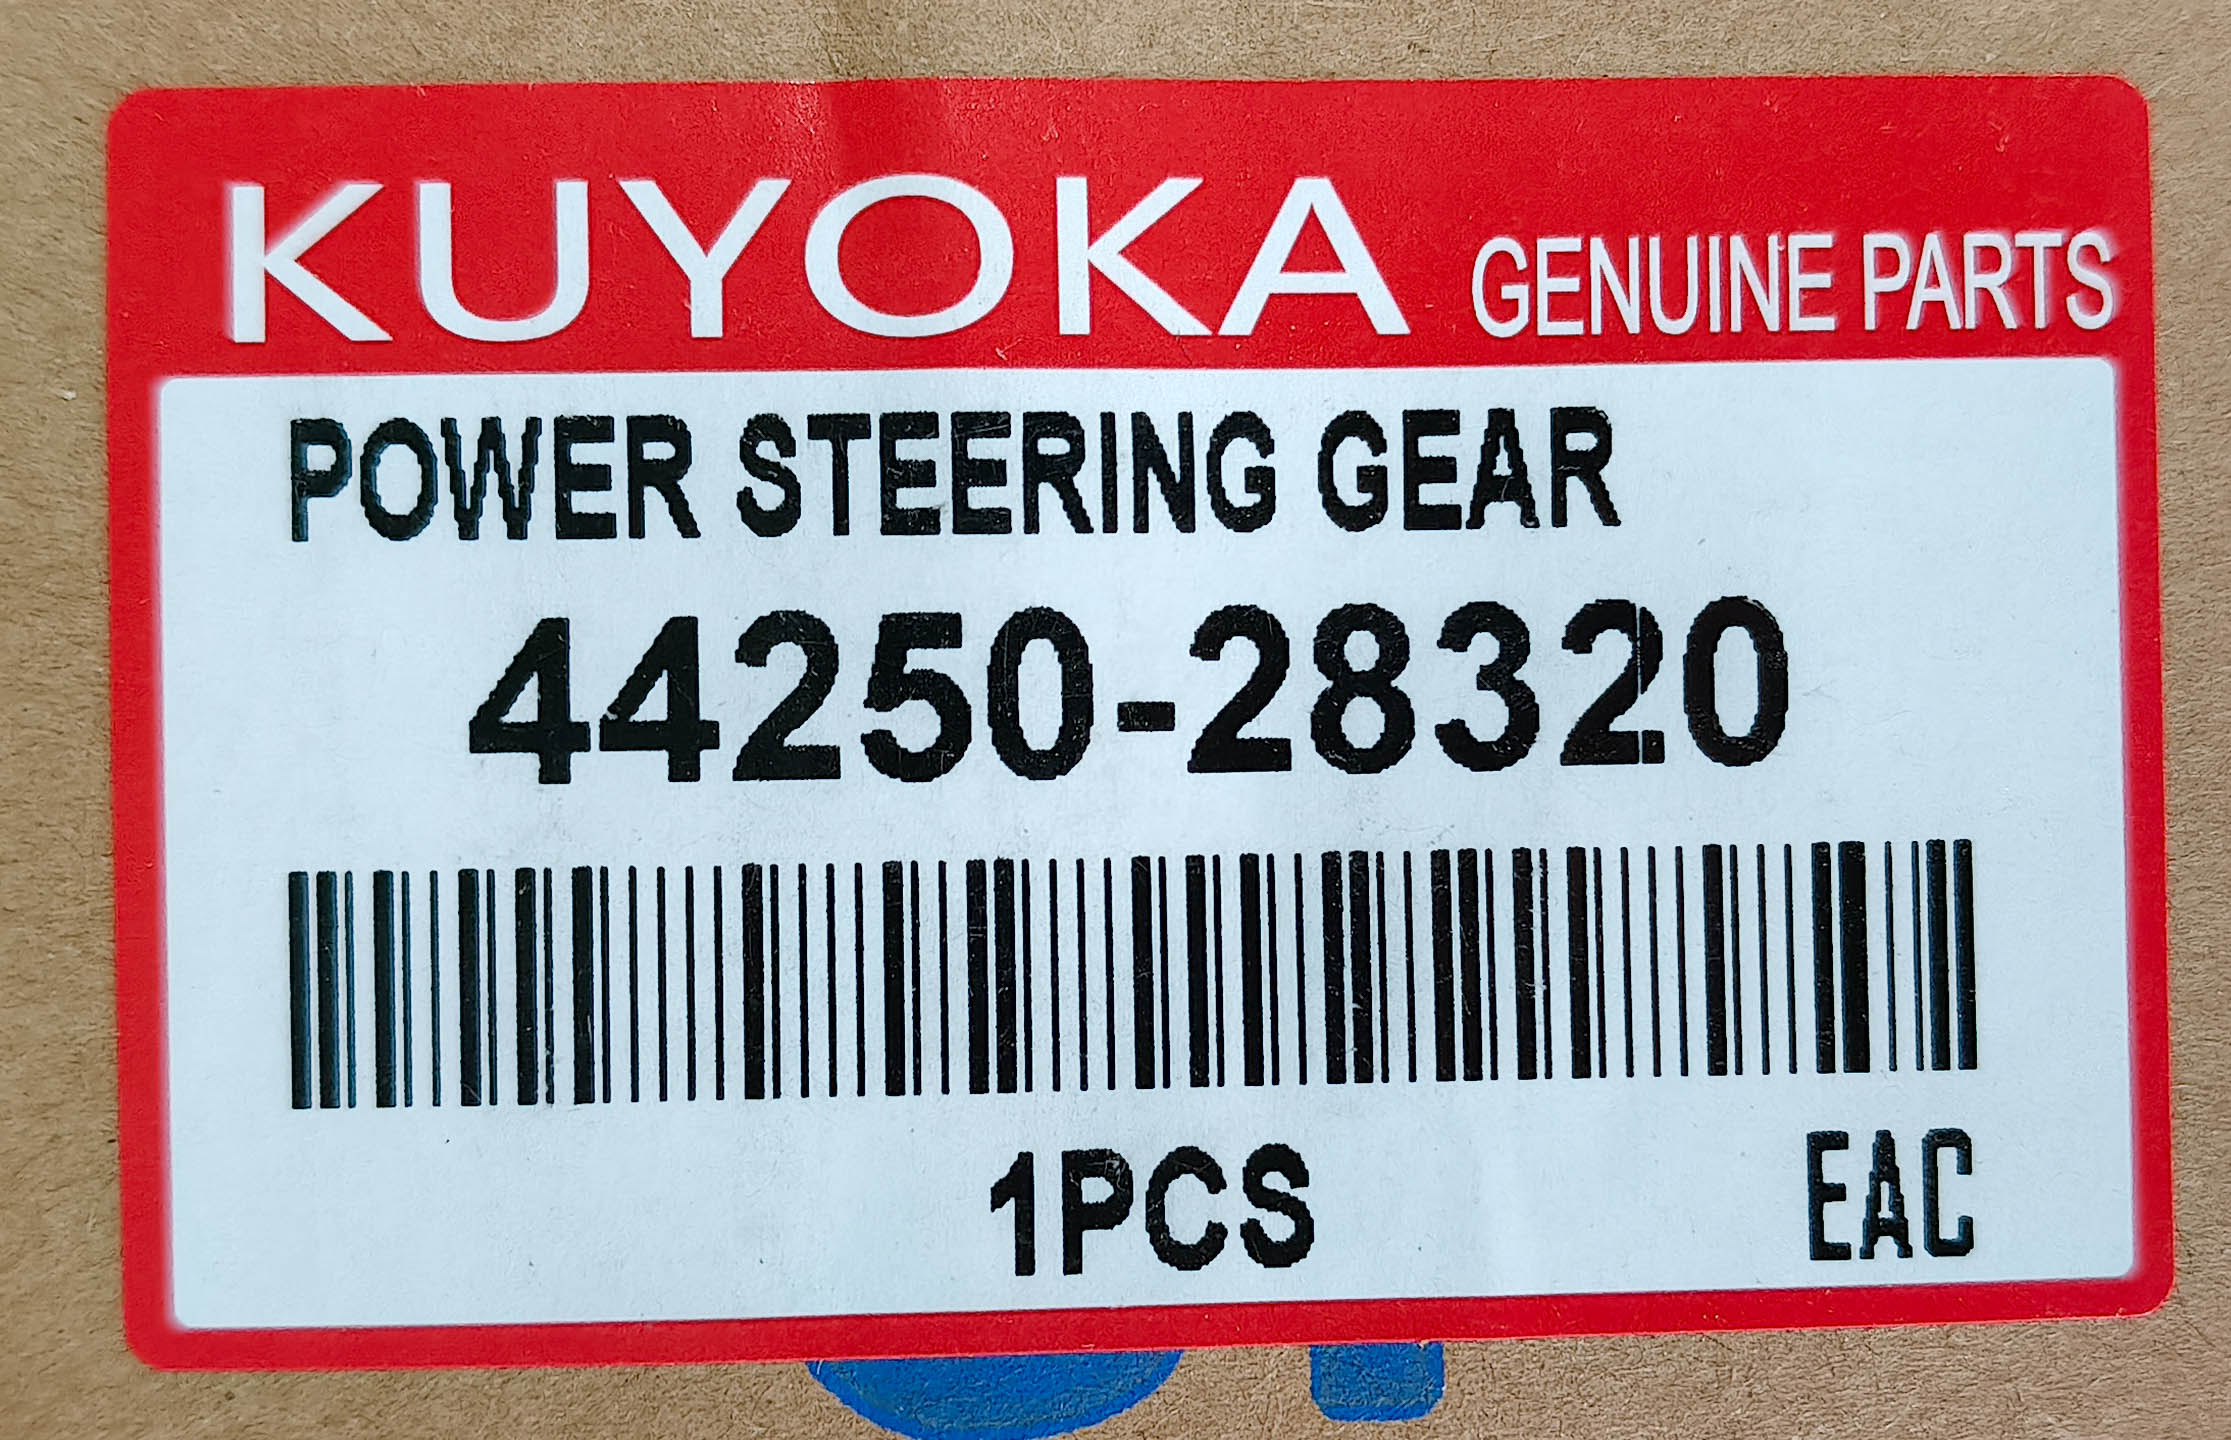 KUYOKA GENUINE PARTS
POWER STEERING GEAR
44250-28320
1PCS
EAC